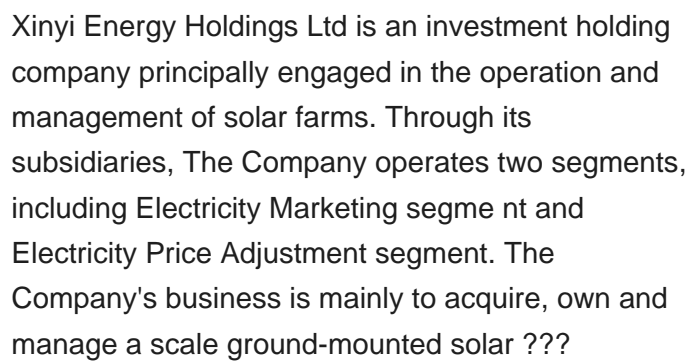 Xinyi Energy Holdings Ltd is an investment holding
company principally engaged in the operation and
management of solar farms. Through its
subsidiaries, The Company operates two segments,
including Electricity Marketing segme nt and
Electricity Price Adjustment segment. The
Company's business is mainly to acquire, own and
manage a scale ground-mounted solar ???